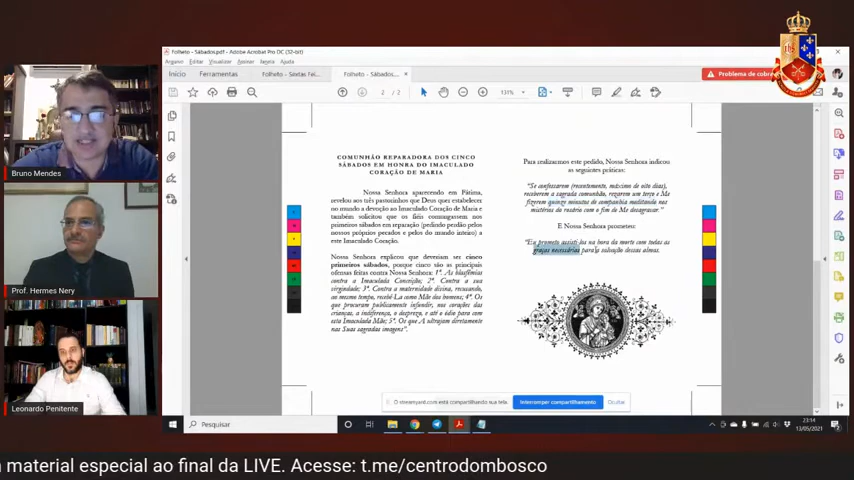 Folheto - Sábados.pdf - Adobe Acrobat Pro DC (32-bit)
Arquivo Editar Visualizar Assinar Janela Ajuda
Início Ferramentas Folheto - Sextas Fei... Folheto - Sábados,... × Problema de cobr
2 / 2 131%
COMUNHÃO REPARADORA DOS CINCO
SÁBADOS EM HONRA DO IMACULADO
CORAÇÃO DE MARIA
Nossa Senhora aparecendo em Fátima,
revelou aos três pastorinhos que Deus quer estabelecer
no mundo a devoção ao Imaculado Coração de Maria e
também solicitou que os fiéis comungassem nos
primeiros sábados em reparação (pedindo perdão pelos
nossos próprios pecados e pelos do mundo inteiro) a
este Imaculado Coração.
Nossa Senhora explicou que deveriam ser cinco
primeiros sábados, porque cinco são as principais
ofensas feitas contra Nossa Senhora: 1ª. As blasfêmias
contra a Imaculada Conceição; 2ª. Contra a sua
virgindade; 3ª. Contra a maternidade divina, recusando,
ao mesmo tempo, recebê-La como Mãe dos homens; 4ª. Os
que procuram publicamente infundir, nos corações das
crianças, a indiferença, o desprezo, e até o ódio para com
esta Imaculada Mãe; 5ª. Os que A ultrajam diretamente
nas Suas sagradas imagens".
Para realizarmos este pedido, Nossa Senhora indicou
as seguintes práticas:
"Se confessarem (recentemente, máximo de oito dias),
receberem a sagrada comunhão, rezarem um terço e Me
fizerem quinze minutos de companhia meditando nos
mistérios do rosário com o fim de Me desagravar."
E Nossa Senhora promete:
"Eu prometo assisti-los na hora da morte com todas as
graças necessárias para a salvação dessas almas.
O streamyard.com está compartilhando sua tela. Interromper compartilhamento Ocultar
Pesquisar
23:14
13/05/2021
Bruno Mendes
Prof. Hermes Nery
Leonardo Penitente
material especial ao final da LIVE. Acesse: t.me/centrodombosco